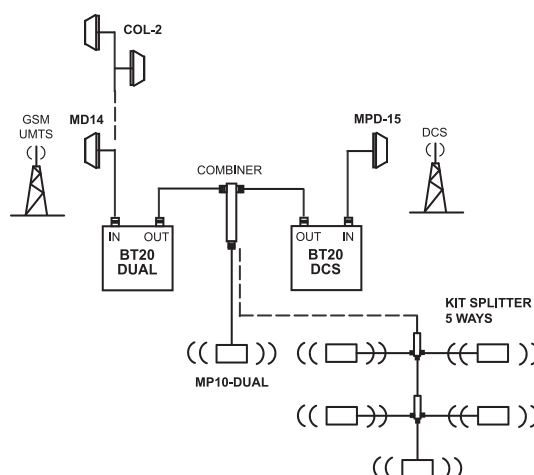 COL-2
GSM
UMTS
MD14
MPD-15
DCS
COMBINER
IN OUT
BT20
DUAL
OUT IN
BT20
DCS
KIT SPLITTER
5 WAYS
MP10-DUAL